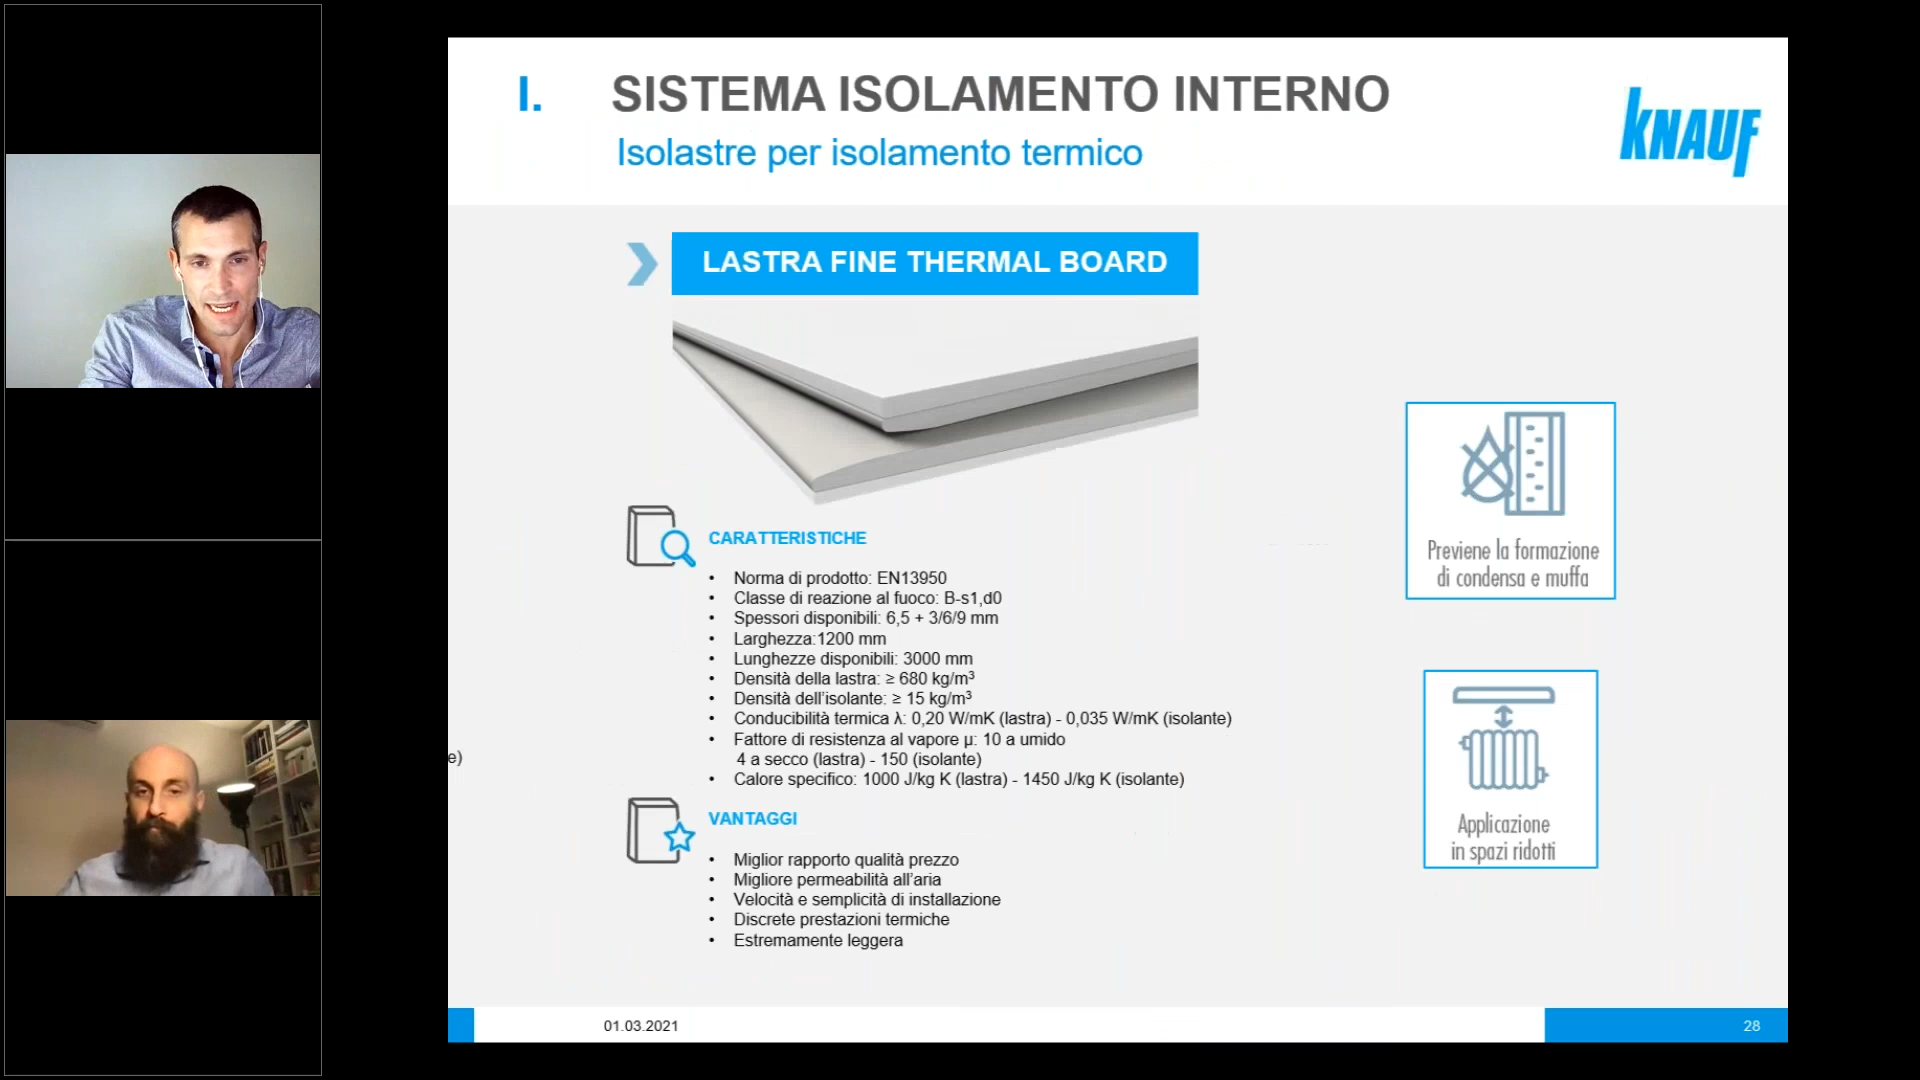 I. SISTEMA ISOLAMENTO INTERNO
Isolastre per isolamento termico
KNAUF
LASTRA FINE THERMAL BOARD
CARATTERISTICHE
• Norma di prodotto: EN13950
• Classe di reazione al fuoco: B-s1,d0
• Spessori disponibili: 6,5 + 3/6/9 mm
• Larghezza:1200 mm
• Lunghezze disponibili: 3000 mm
• Densità della lastra: ≥ 680 kg/m³
• Densità dell'isolante: ≥ 15 kg/m³
• Conducibilità termica λ: 0,20 W/mK (lastra) - 0,035 W/mK (isolante)
• Fattore di resistenza al vapore μ: 10 a umido
4 a secco (lastra) - 150 (isolante)
• Calore specifico: 1000 J/kg K (lastra) - 1450 J/kg K (isolante)
e)
VANTAGGI
• Miglior rapporto qualità prezzo
• Migliore permeabilità all'aria
• Velocità e semplicità di installazione
• Discrete prestazioni termiche
• Estremamente leggera
Previene la formazione
di condensa e muffa
Applicazione
in spazi ridotti
01.03.2021
28